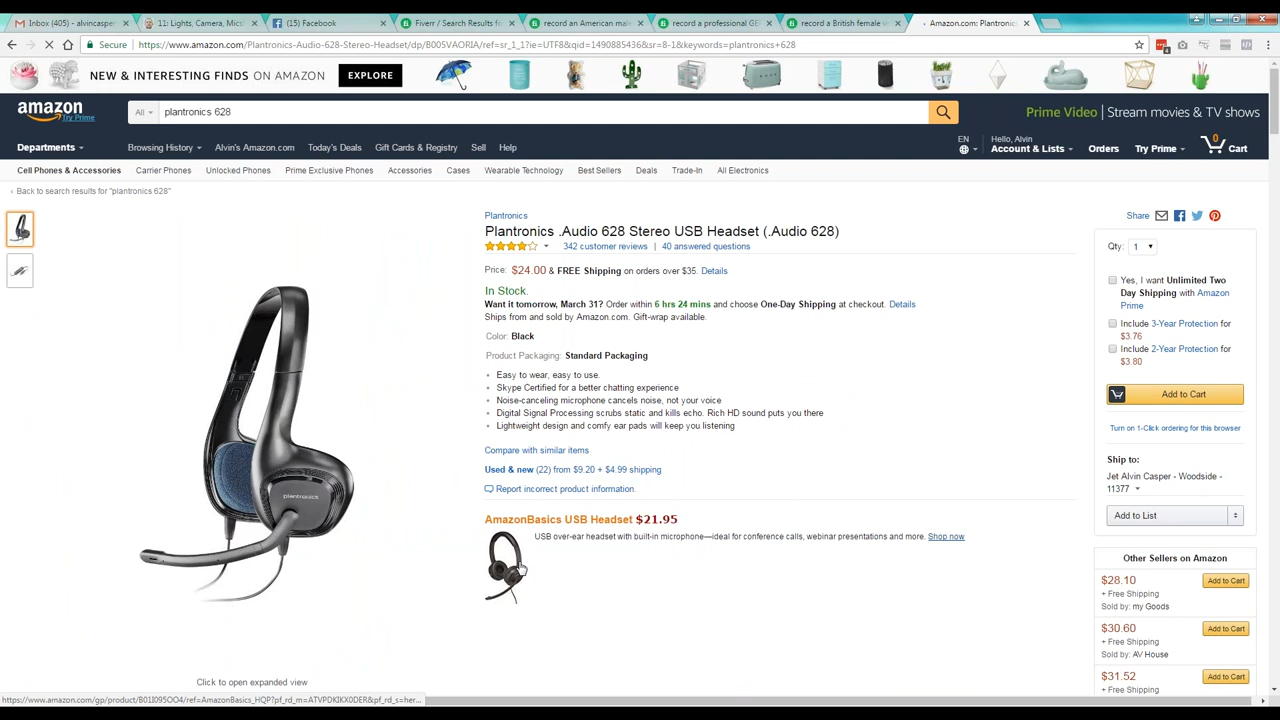 Inbox (405) - alvincasper
11: Lights, Camera, Mics
(15) Facebook
Fiverr / Search Results for
record an American male
record a professional GE
record a British female v
Amazon.com: Plantronics
Secure
https://www.amazon.com/Plantronics-Audio-628-Stereo-Headset/dp/B005VAORIA/ref=sr_1_1?ie=UTF8&qid=1490885436&sr=8-1&keywords=plantronics+628
NEW & INTERESTING FINDS ON AMAZON
EXPLORE
amazon
Try Prime
All
plantronics 628
Prime Video | Stream movies & TV shows
Departments
Browsing History
Alvin's Amazon.com
Today's Deals
Gift Cards & Registry
Sell
Help
EN
Hello, Alvin
Account & Lists
Orders
Try Prime
0
Cart
Cell Phones & Accessories
Carrier Phones
Unlocked Phones
Prime Exclusive Phones
Accessories
Cases
Wearable Technology
Best Sellers
Deals
Trade-In
All Electronics
‹ Back to search results for "plantronics 628"
Plantronics
Plantronics .Audio 628 Stereo USB Headset (.Audio 628)
342 customer reviews | 40 answered questions
Price: $24.00 & FREE Shipping on orders over $35. Details
In Stock.
Want it tomorrow, March 31? Order within 6 hrs 24 mins and choose One-Day Shipping at checkout. Details
Ships from and sold by Amazon.com. Gift-wrap available.
Color: Black
Product Packaging: Standard Packaging
• Easy to wear, easy to use.
• Skype Certified for a better chatting experience
• Noise-canceling microphone cancels noise, not your voice
• Digital Signal Processing scrubs static and kills echo. Rich HD sound puts you there
• Lightweight design and comfy ear pads will keep you listening
Compare with similar items
Used & new (22) from $9.20 + $4.99 shipping
Report incorrect product information.
AmazonBasics USB Headset $21.95
USB over-ear headset with built-in microphone—ideal for conference calls, webinar presentations and more. Shop now
plantronics
Click to open expanded view
Share
Qty: 1
Yes, I want Unlimited Two
Day Shipping with Amazon
Prime
Include 3-Year Protection for
$3.76
Include 2-Year Protection for
$3.80
Add to Cart
Turn on 1-Click ordering for this browser
Ship to:
Jet Alvin Casper - Woodside -
11377
Add to List
Other Sellers on Amazon
$28.10
Add to Cart
+ Free Shipping
Sold by: my Goods
$30.60
Add to Cart
+ Free Shipping
Sold by: AV House
$31.52
Add to Cart
+ Free Shipping
https://www.amazon.com/gp/product/B01I095OO4/ref=AmazonBasics_HQP?pf_rd_m=ATVPDKIKX0DER&pf_rd_s=her...